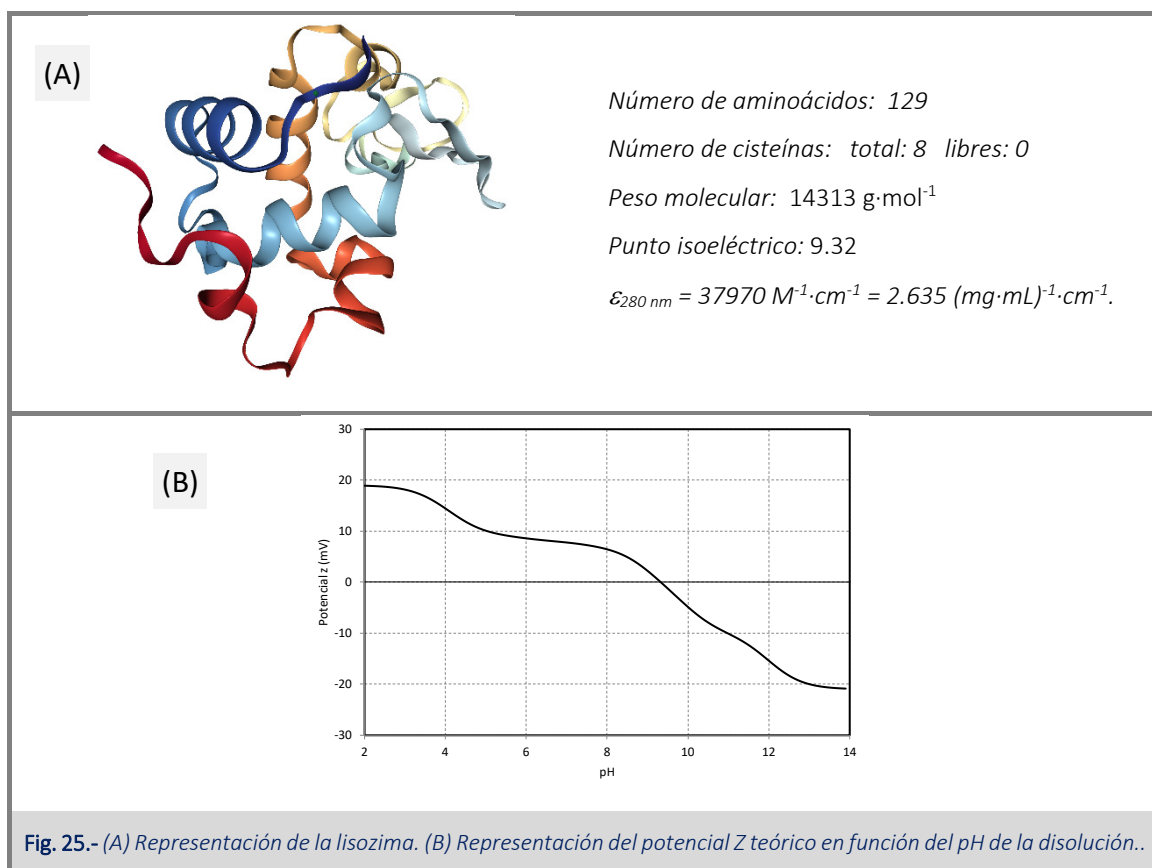 (A)
Número de aminoácidos: 129
Número de cisteínas: total: 8 libres: 0
Peso molecular: 14313 g·mol-1
Punto isoeléctrico: 9.32
ε280 nm = 37970 M-1·cm-1 = 2.635 (mg·mL)-1·cm-1.
(B)
30
20
10
0
-10
-20
-30
Potencial z (mV)
2 4 6 8 10 12 14
pH
Fig. 25.- (A) Representación de la lisozima. (B) Representación del potencial Z teórico en función del pH de la disolución..